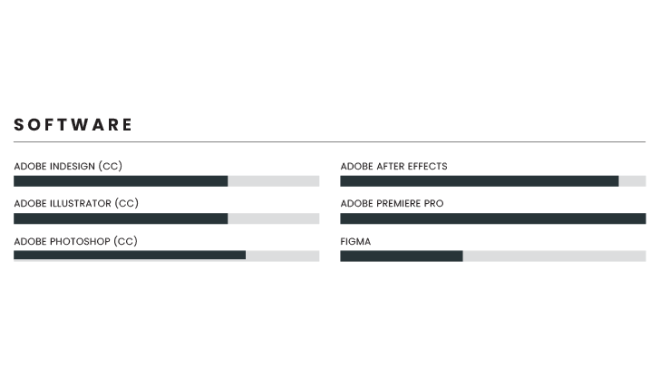 SOFTWARE
ADOBE INDESIGN (CC)
ADOBE ILLUSTRATOR (CC)
ADOBE PHOTOSHOP (CC)
ADOBE AFTER EFFECTS
ADOBE PREMIERE PRO
FIGMA